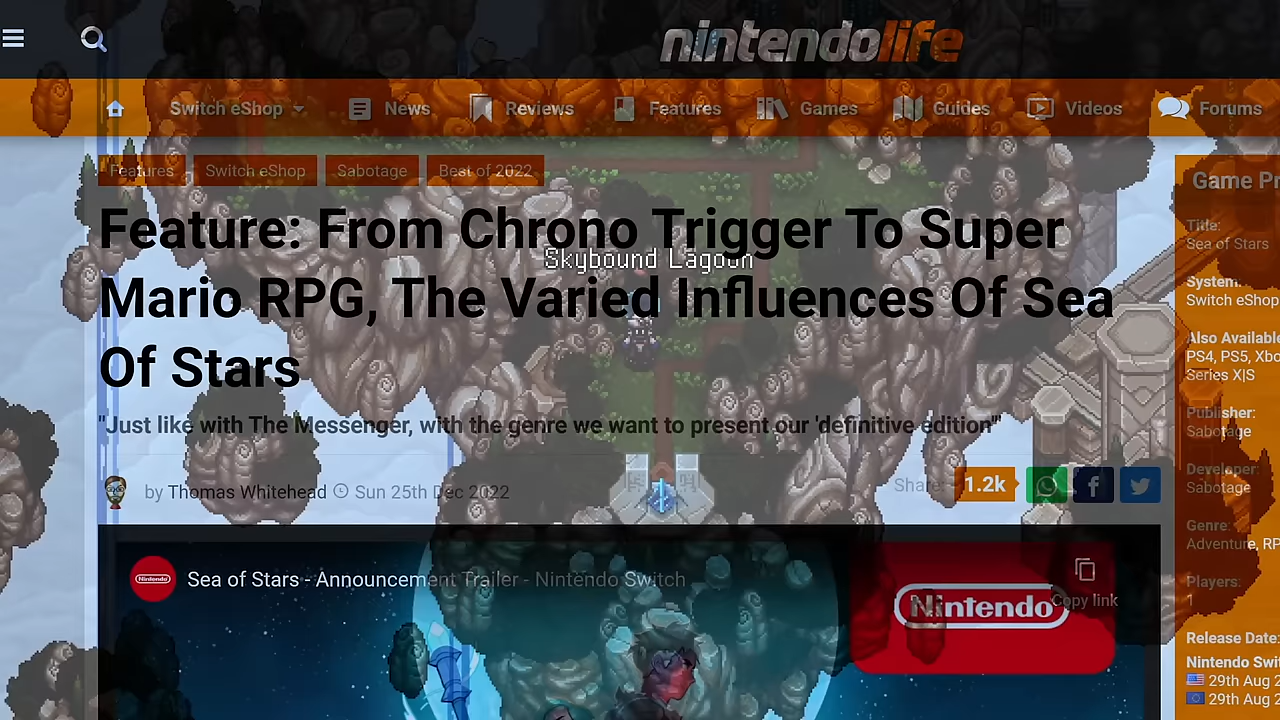 nintendolife
Switch eShop
News
Reviews
Features
Games
Guides
Videos
Forums
Features
Switch eShop
Sabotage
Best of 2022
Feature: From Chrono Trigger To Super
Mario RPG, The Varied Influences Of Sea
Of Stars
Skybound Lagoon
"Just like with The Messenger, with the genre we want to present our 'definitive edition'"
by Thomas Whitehead Sun 25th Dec 2022
Share: 1.2k
Nintendo
Sea of Stars - Announcement Trailer - Nintendo Switch
Nintendo
Copy link
Game Pr
Title:
Sea of Stars
System:
Switch eShop
Also Available
PS4, PS5, Xbo
Series X|S
Publisher:
Sabotage
Developer:
Sabotage
Genre:
Adventure, RP
Players:
1
Release Date:
Nintendo Swi
29th Aug 2
29th Aug 2